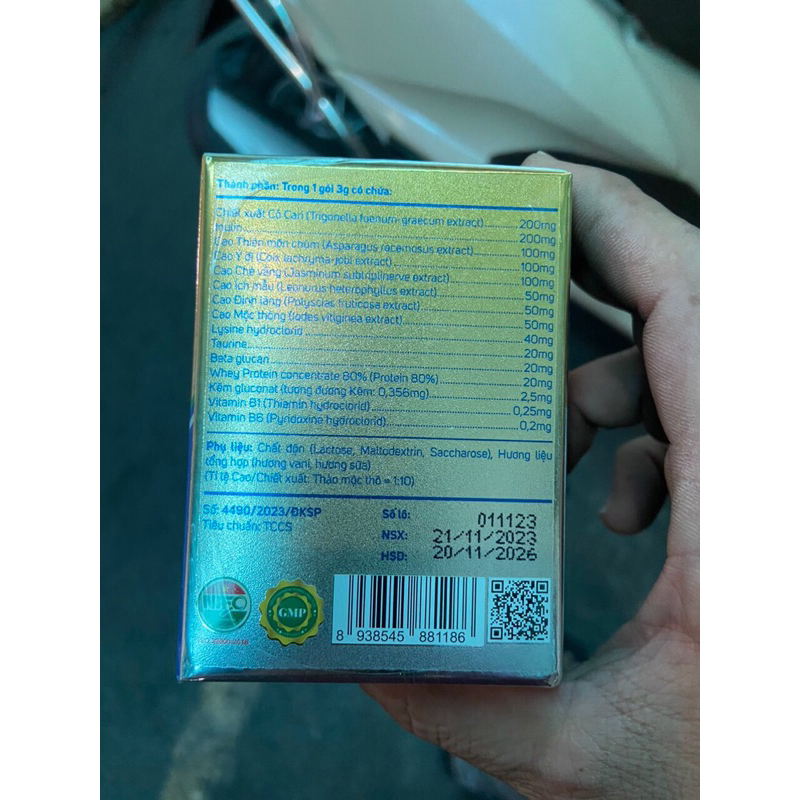 Thành phần: Trong 1 gói 3g có chứa:
Chiết xuất Cỏ Cari (Trigonella foenum-graecum extract)........200mg
Inulin........200mg
Cao Thiên môn chùm (Asparagus racemosus extract)........100mg
Cao Ý dĩ (Coix lachryma-jobi extract)........100mg
Cao Chè vằng (Jasminum subtriplinerve extract)........100mg
Cao Ích mẫu (Leonurus heterophyllus extract)........50mg
Cao Đinh lăng (Polyscias fruticosa extract)........50mg
Cao Mộc thông (Iodes vitiginea extract)........50mg
Lysine hydroclorid........40mg
Taurine........20mg
Beta glucan........20mg
Whey Protein concentrate 80% (Protein 80%)........20mg
Kẽm gluconat (tương đương Kẽm: 0,356mg)........2,5mg
Vitamin B1 (Thiamin hydroclorid)........0,25mg
Vitamin B6 (Pyridoxine hydroclorid)........0,2mg
Phụ liệu: Chất độn (Lactose, Maltodextrin, Saccharose), Hương liệu
tổng hợp (hương vani, hương sữa)
(Tỉ lệ Cao/Chiết xuất: Thảo mộc thô = 1:10)
Số: 4490/2023/ĐKSP
Tiêu chuẩn: TCCS
Số lô: 011123
NSX: 21/11/2023
HSD: 20/11/2026
GMP
8 938545 881186